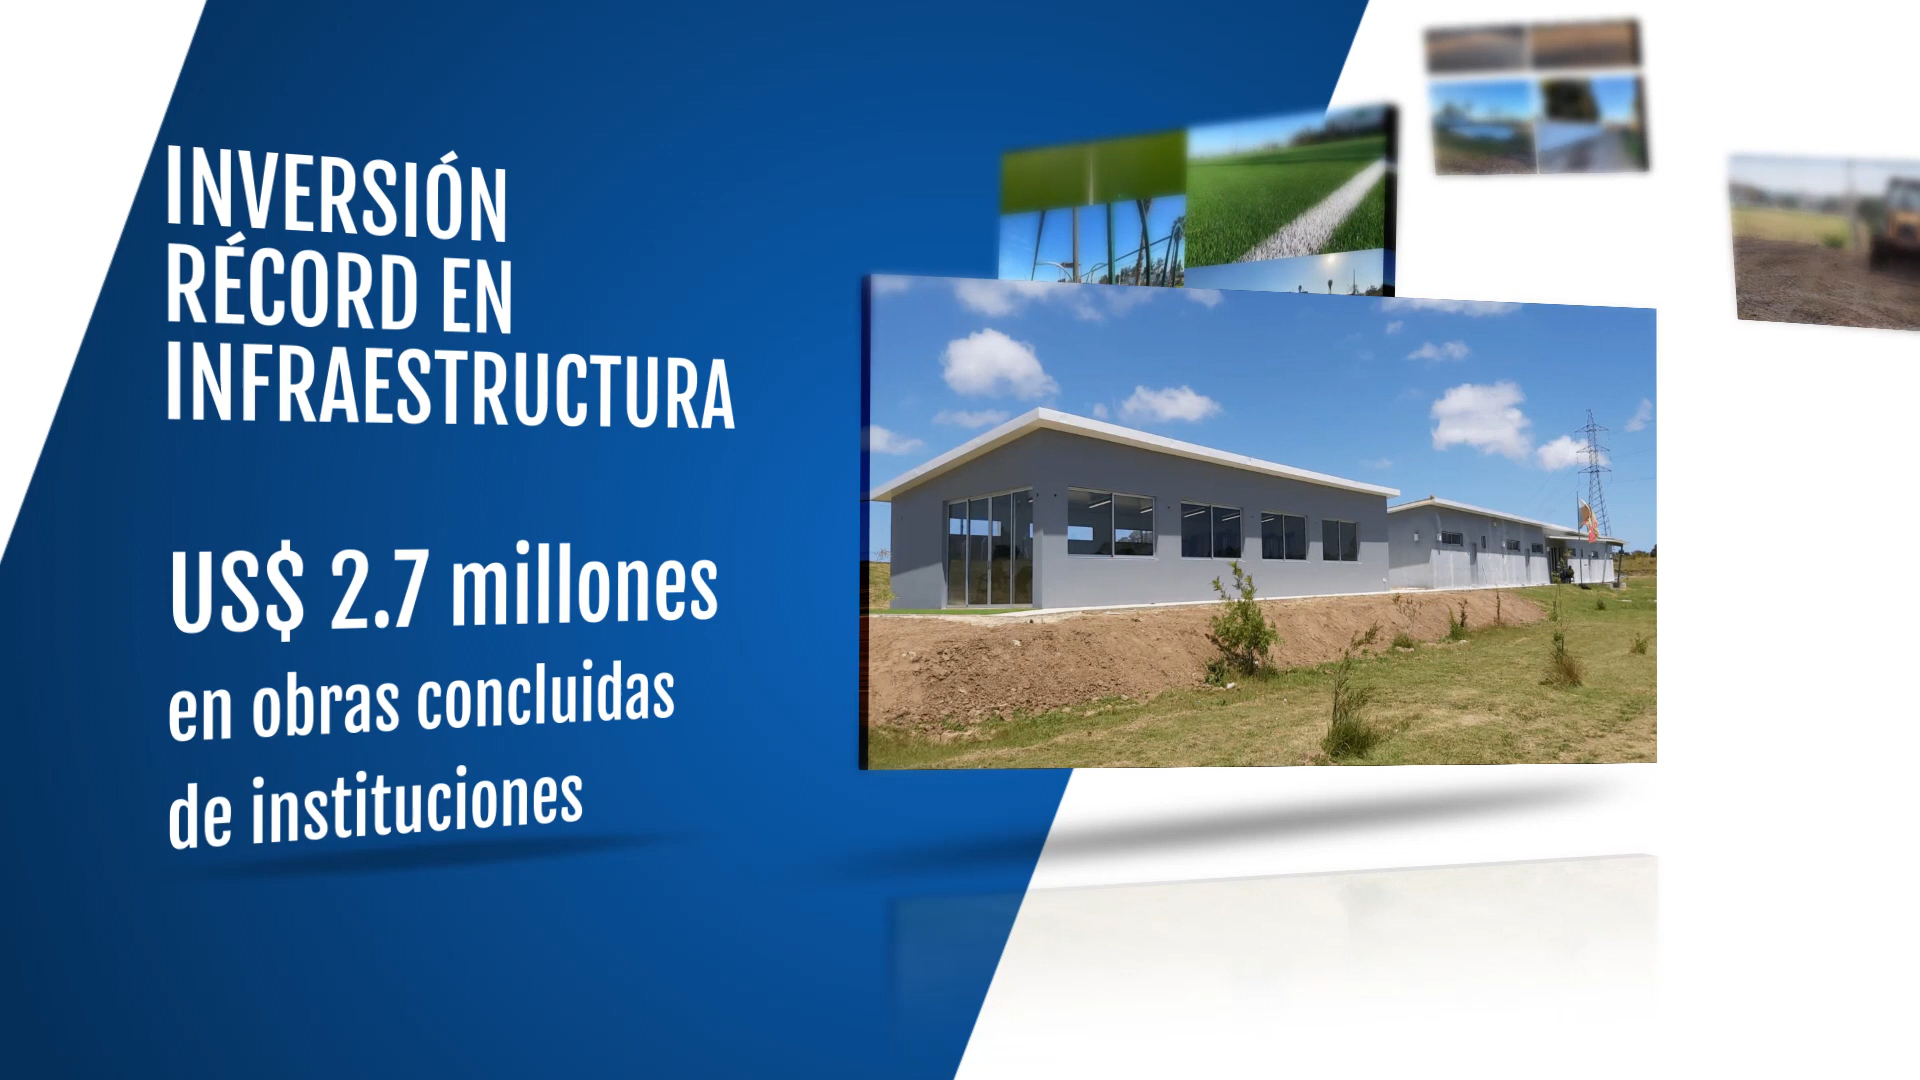 INVERSIÓN
RÉCORD EN
INFRAESTRUCTURA
US$ 2.7 millones
en obras concluidas
de instituciones